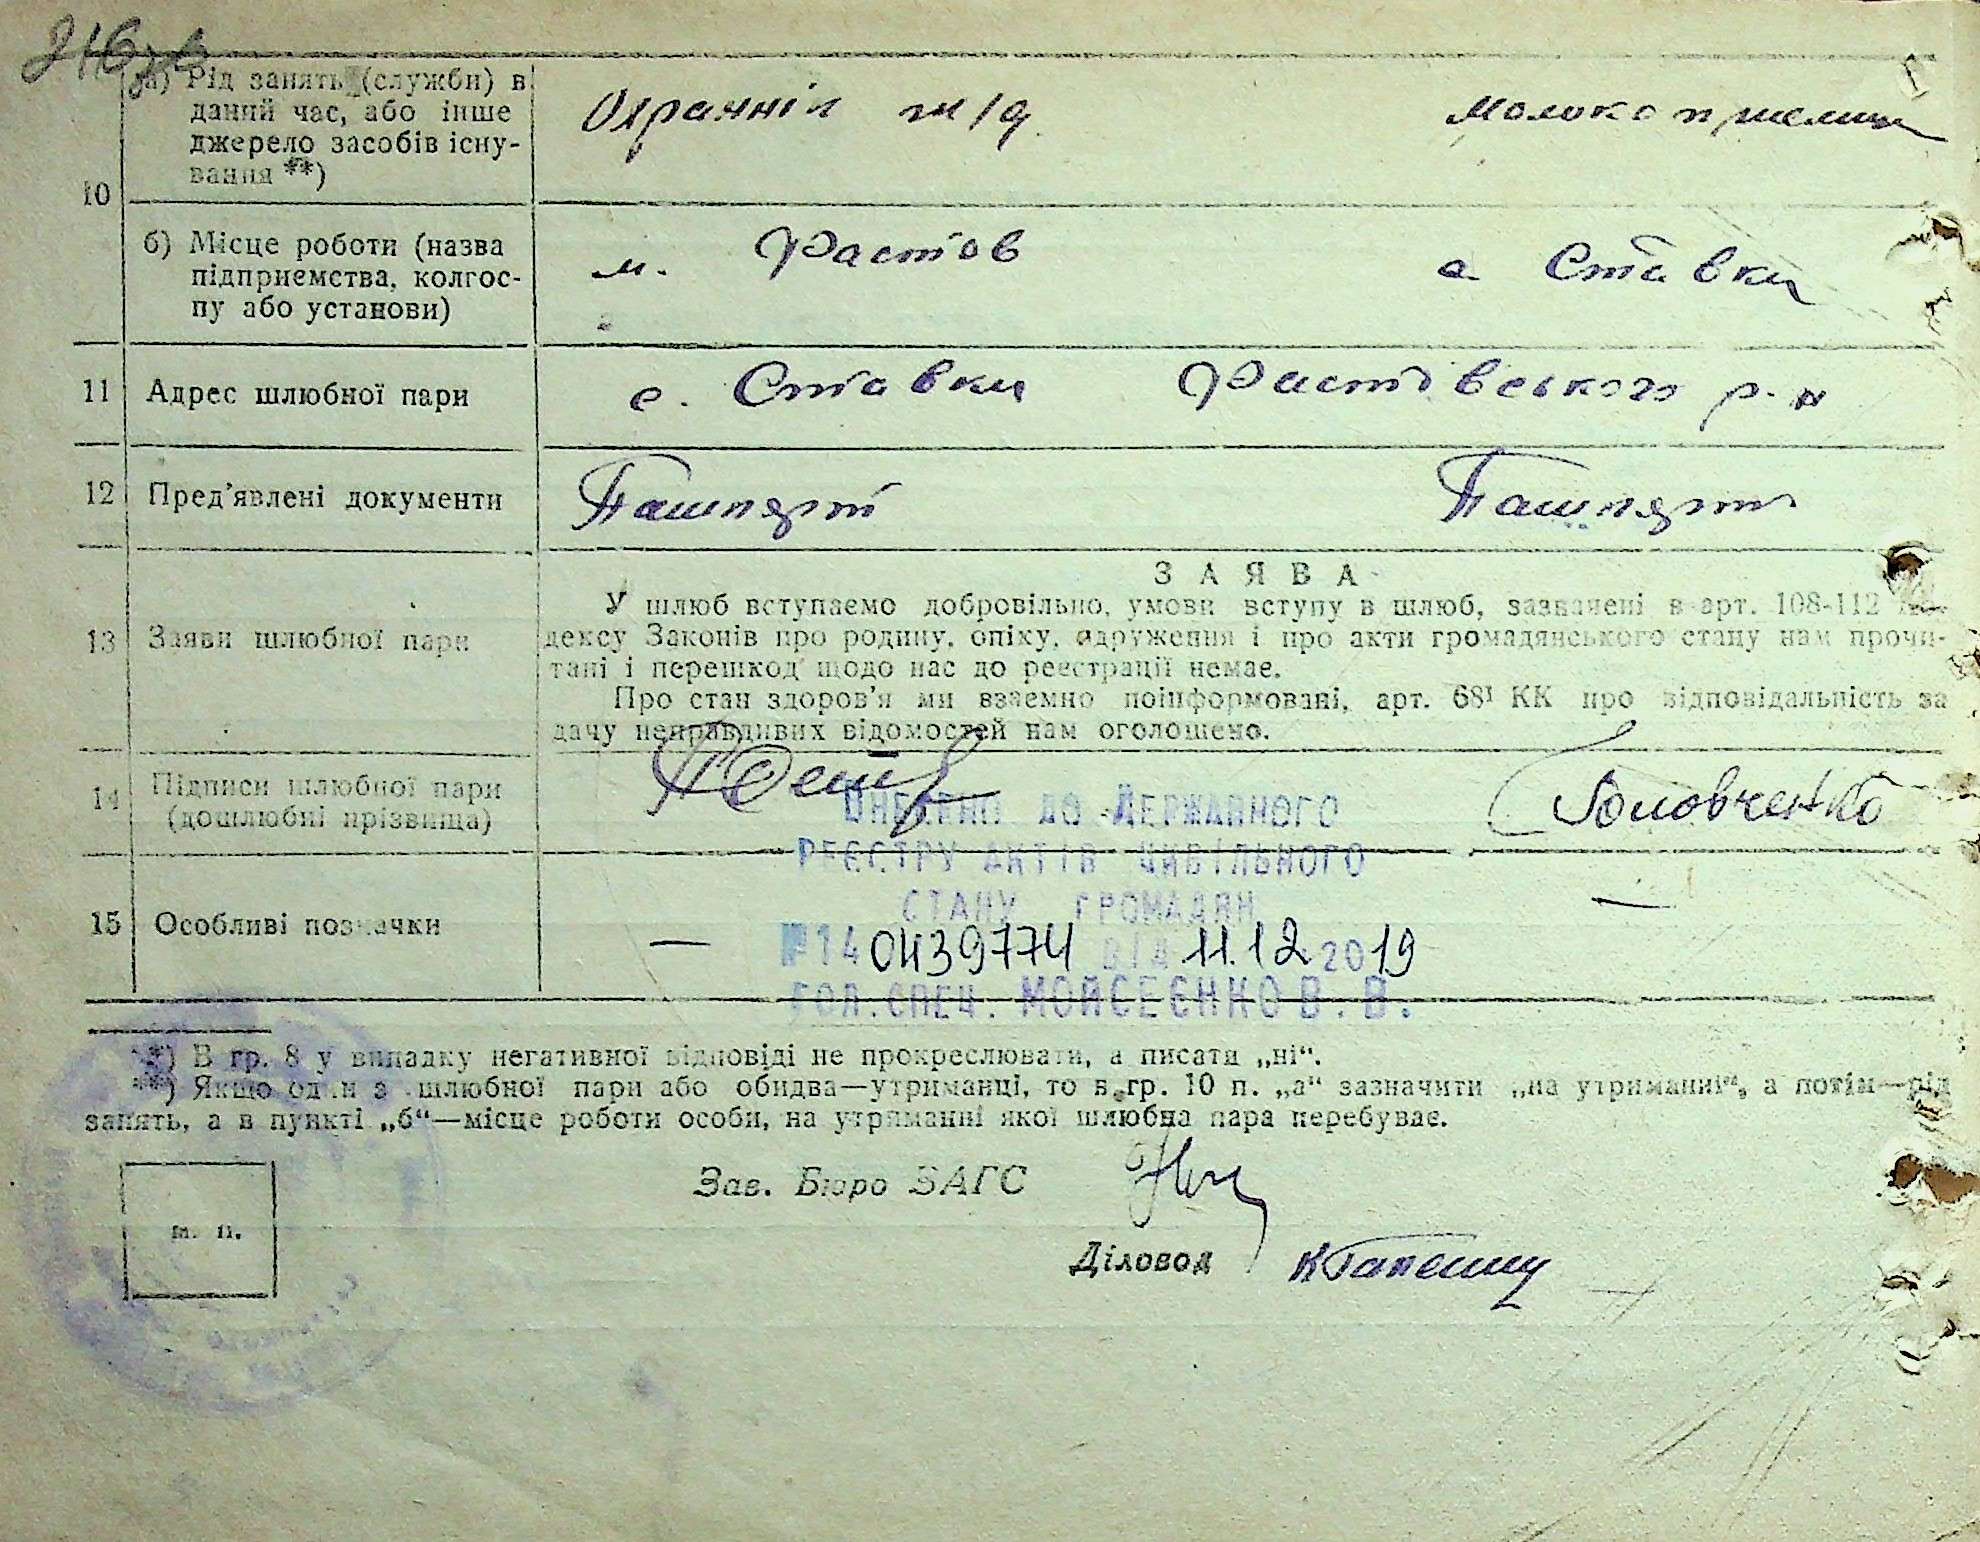 10
а) Рід занять (служби) в
даний час, або інше
джерело засобів існу-
вання **)
Охраннік ж/д
б) Місце роботи (назва
підприємства, колгос-
пу або установи)
м. Фастов
с Ставки
11 Адрес шлюбної пари
с. Ставки Фастовського р-н
12 Пред'явлені документи
Пашпорт Пашпорт
13 Заяви шлюбної пари
ЗАЯВА
У шлюб вступаємо добровільно, умови вступу в шлюб, зазначені в арт. 108-112 Ко-
дексу Законів про родину, опіку, одруження і про акти громадянського стану нам прочи-
тані і перешкод щодо нас до реєстрації немає.
Про стан здоров'я ми взаємно поінформовані, арт. 68¹ КК про відповідальність за
дачу неправдивих відомостей нам оголошено.
14 Підписи шлюбної пари
(дошлюбні прізвища)
Головченко
15 Особливі позначки
— —
ВНЕСЕНО ДО ДЕРЖАВНОГО
РЕЄСТРУ АКТІВ ЦИВІЛЬНОГО
СТАНУ ГРОМАДЯН
№ 140439774 ВІД 11.12 2019
ГОЛ.СПЕЦ. МОЙСЕЄНКО В.В.
*) В гр. 8 у випадку негативної відповіді не прокреслювати, а писати „ні“.
**) Якщо один з шлюбної пари або обидва—утриманці, то в гр. 10 п. „а“ зазначити „на утриманні“, а потім—рід
занять, а в пункті „б“—місце роботи особи, на утриманні якої шлюбна пара перебуває.
Зав. Бюро ЗАГС
м. п.
Діловод